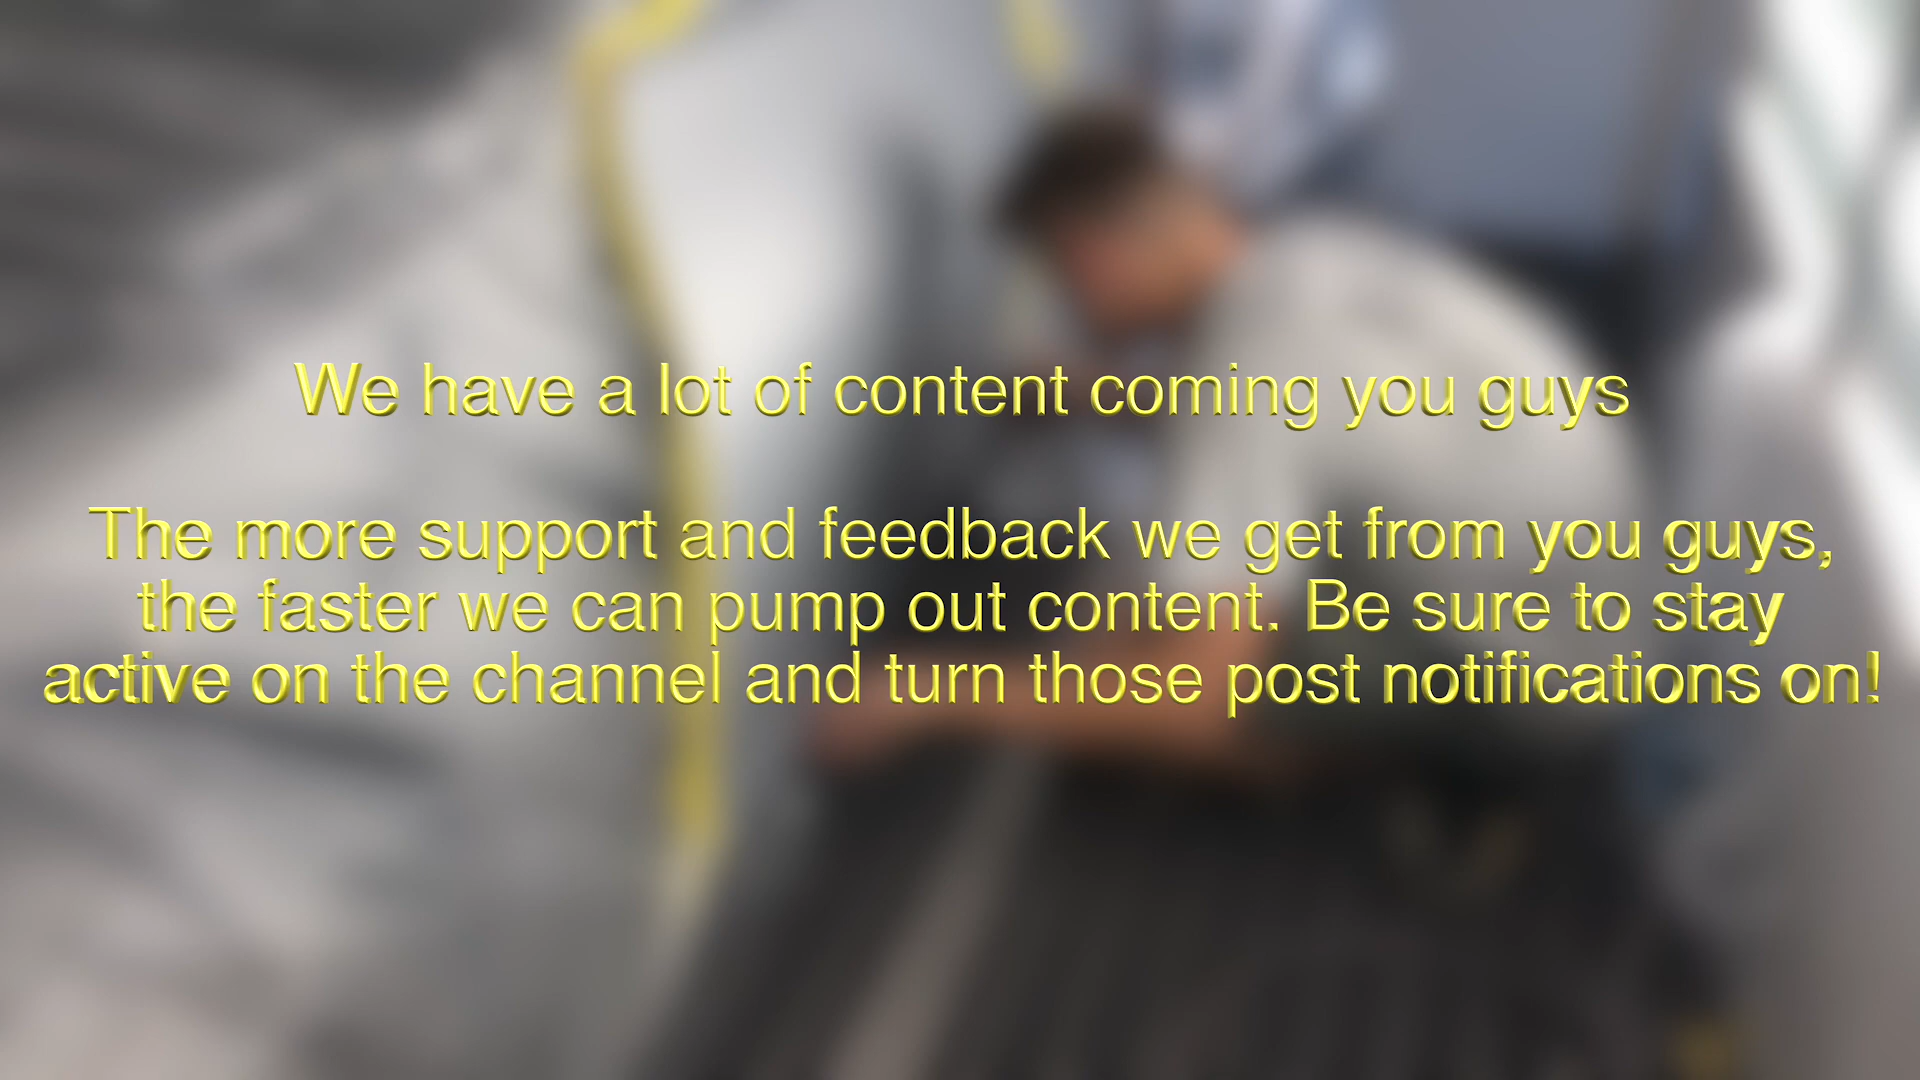 We have a lot of content coming you guys
The more support and feedback we get from you guys,
the faster we can pump out content. Be sure to stay
active on the channel and turn those post notifications on!